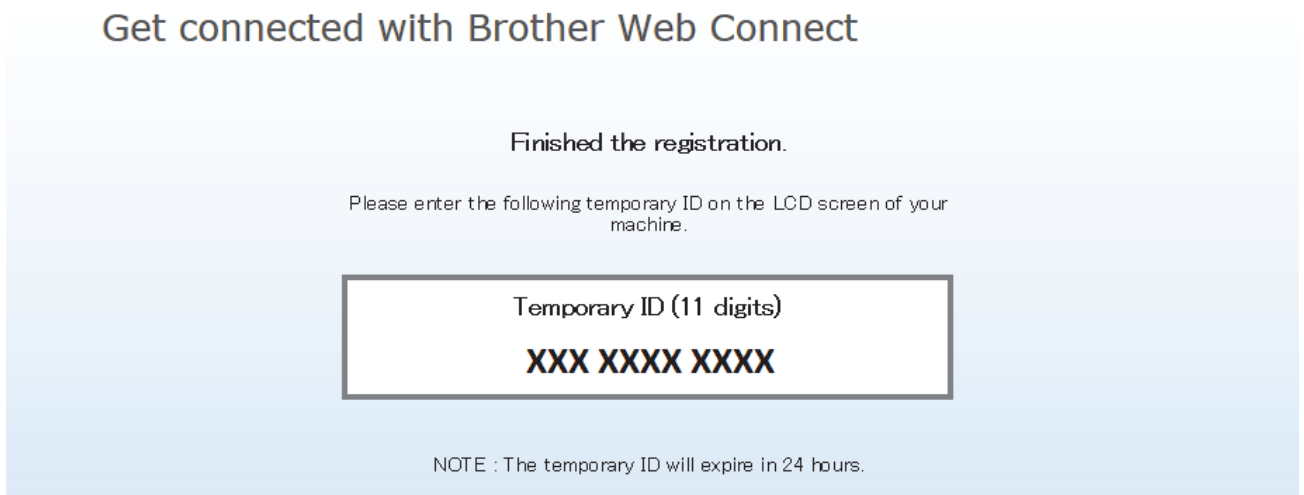 Get connected with Brother Web Connect
Finished the registration.
Please enter the following temporary ID on the LCD screen of your
machine.
Temporary ID (11 digits)
XXX XXXX XXXX
NOTE : The temporary ID will expire in 24 hours.